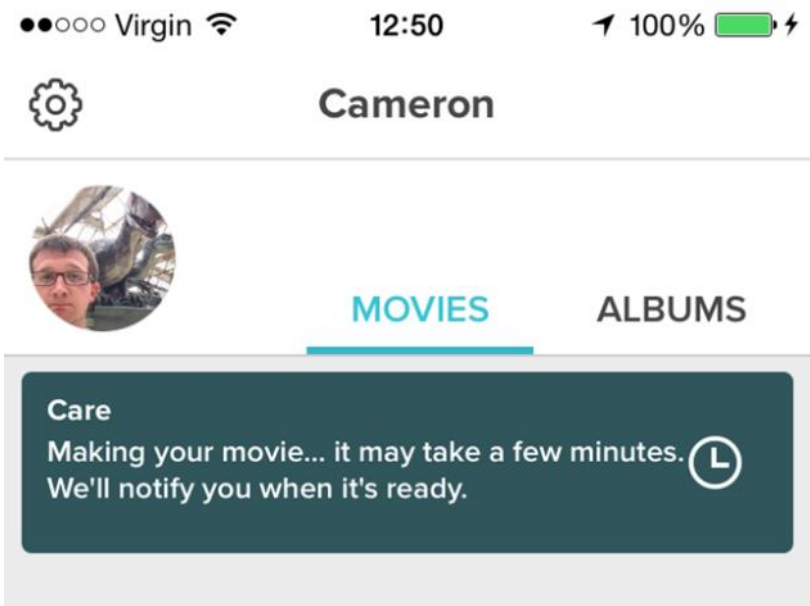 Virgin 12:50 100%
Cameron
MOVIES ALBUMS
Care
Making your movie... it may take a few minutes.
We'll notify you when it's ready.